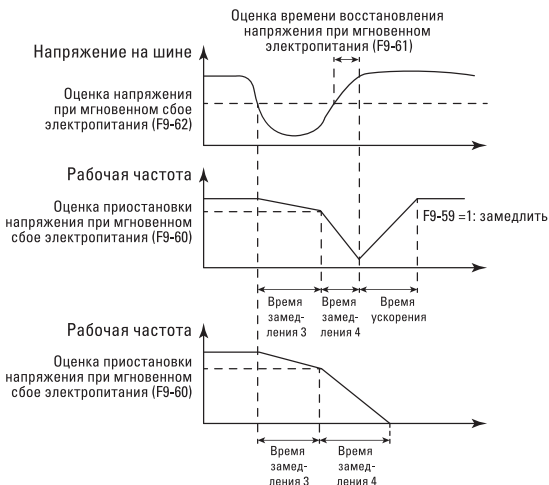 Оценка времени восстановления
напряжения при мгновенном
электропитании (F9-61)
Напряжение на шине
Оценка напряжения
при мгновенном сбое
электропитания (F9-62)
Рабочая частота
Оценка приостановки
напряжения при мгновенном
сбое электропитания (F9-60)
F9-59 =1: замедлить
Время
замед-
ления 3
Время
замед-
ления 4
Время
ускорения
Рабочая частота
Оценка приостановки
напряжения при мгновенном
сбое электропитания (F9-60)
Время
замед-
ления 3
Время
замед-
ления 4